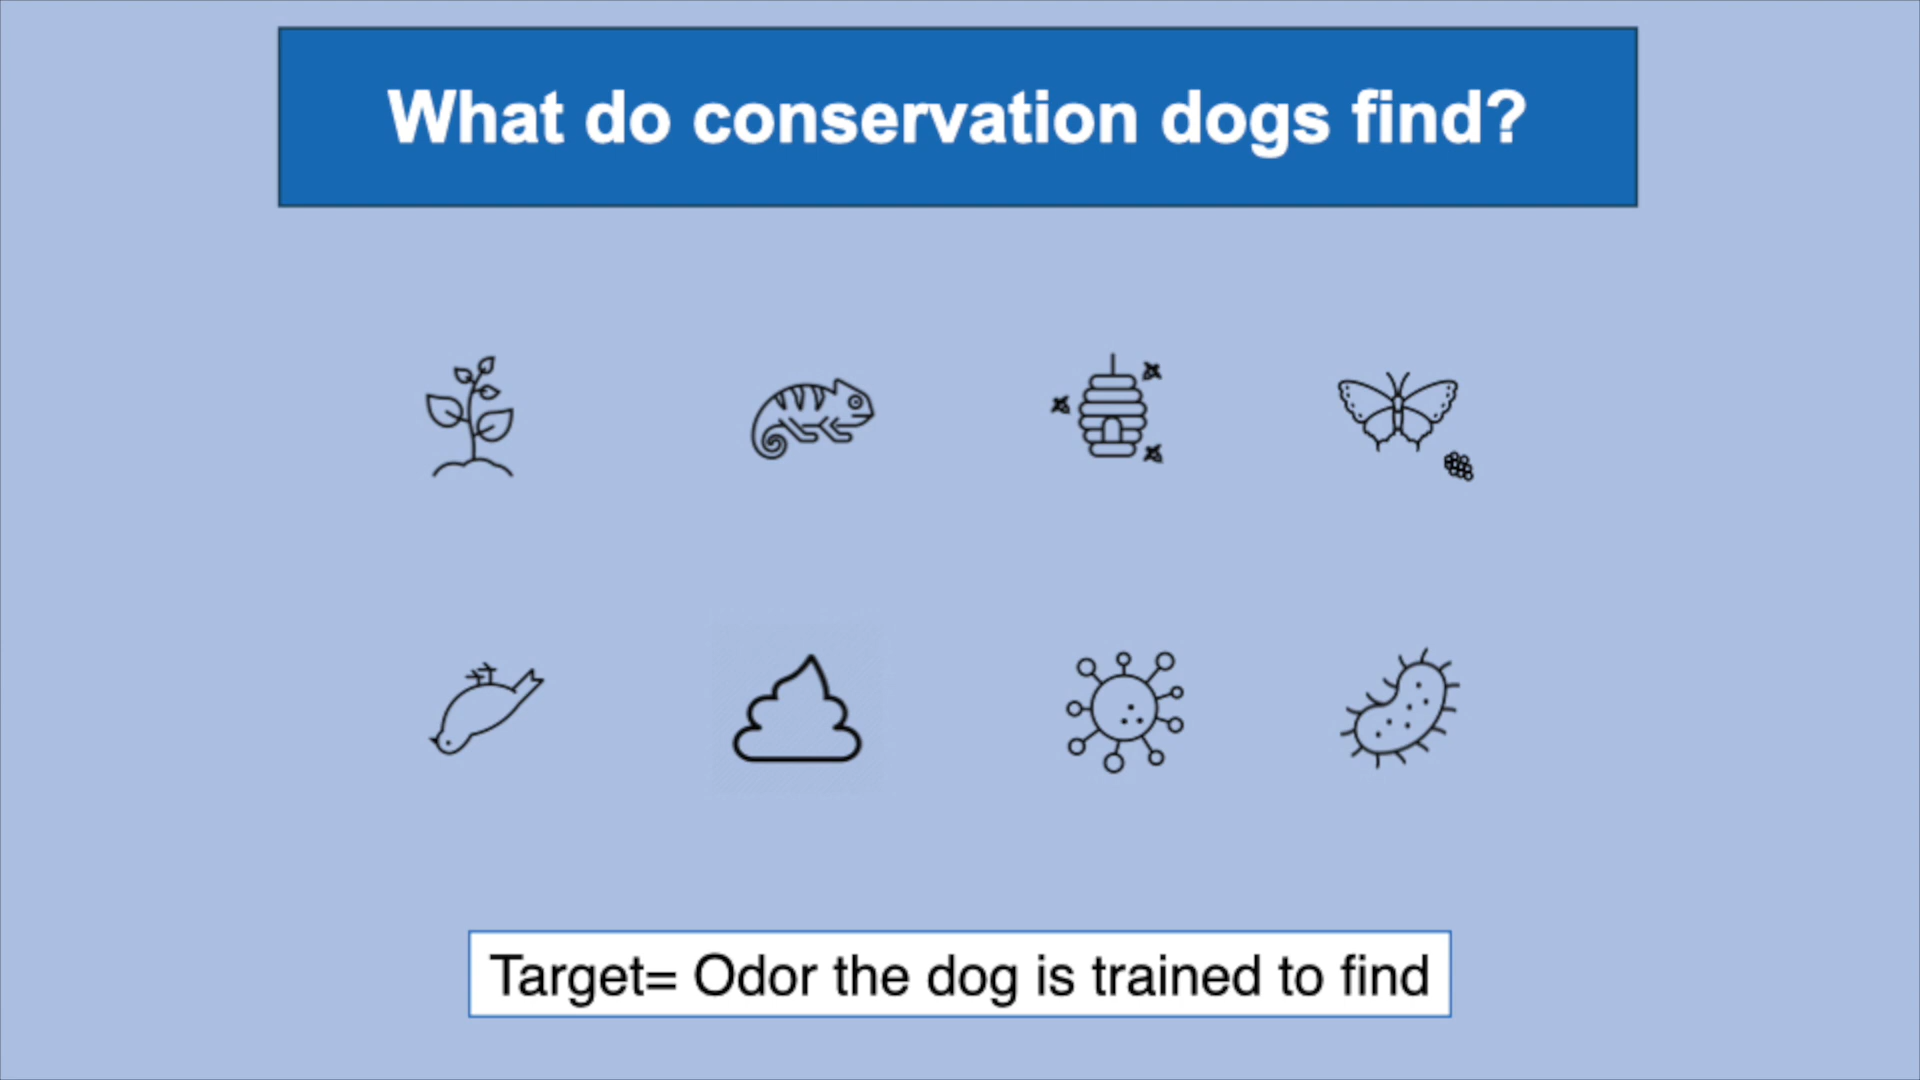 What do conservation dogs find?
Target= Odor the dog is trained to find